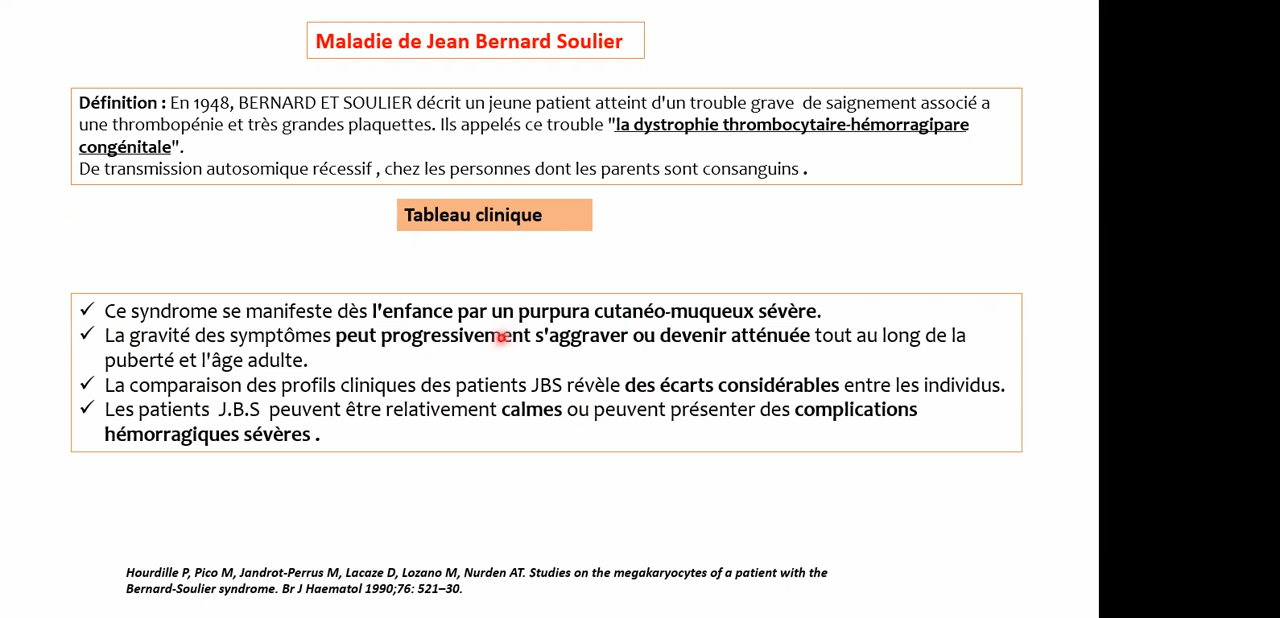 Maladie de Jean Bernard Soulier
Définition : En 1948, BERNARD ET SOULIER décrit un jeune patient atteint d'un trouble grave de saignement associé a
une thrombopénie et très grandes plaquettes. Ils appelés ce trouble "la dystrophie thrombocytaire-hémorragipare
congénitale".
De transmission autosomique récessif , chez les personnes dont les parents sont consanguins .
Tableau clinique
✓ Ce syndrome se manifeste dès l'enfance par un purpura cutanéo-muqueux sévère.
✓ La gravité des symptômes peut progressivement s'aggraver ou devenir atténuée tout au long de la
puberté et l'âge adulte.
✓ La comparaison des profils cliniques des patients JBS révèle des écarts considérables entre les individus.
✓ Les patients J.B.S peuvent être relativement calmes ou peuvent présenter des complications
hémorragiques sévères .
Hourdille P, Pico M, Jandrot-Perrus M, Lacaze D, Lozano M, Nurden AT. Studies on the megakaryocytes of a patient with the
Bernard-Soulier syndrome. Br J Haematol 1990;76: 521–30.